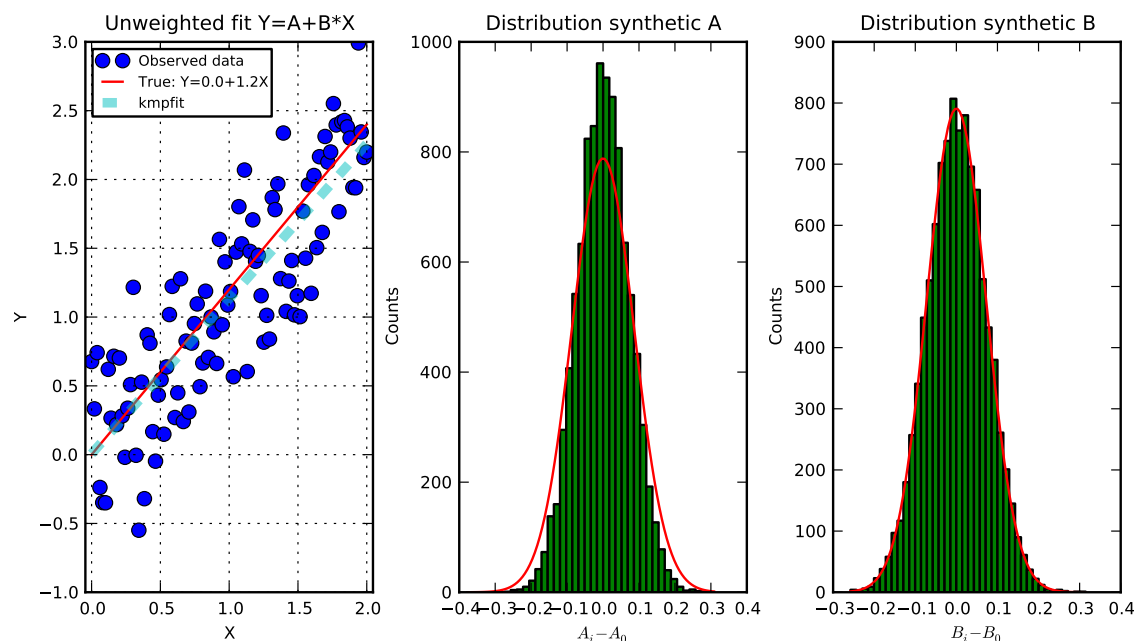 Unweighted fit Y=A+B*X
Observed data
True: Y=0.0+1.2X
kmpfit
3.0
2.5
2.0
1.5
1.0
0.5
0.0
−0.5
−1.0
0.0 0.5 1.0 1.5 2.0
X
Y
Distribution synthetic A
1000
800
600
400
200
0
−0.4 −0.3 −0.2 −0.1 0.0 0.1 0.2 0.3 0.4
Counts
A_i−A_0
Distribution synthetic B
900
800
700
600
500
400
300
200
100
0
−0.3 −0.2 −0.1 0.0 0.1 0.2 0.3 0.4
Counts
B_i−B_0